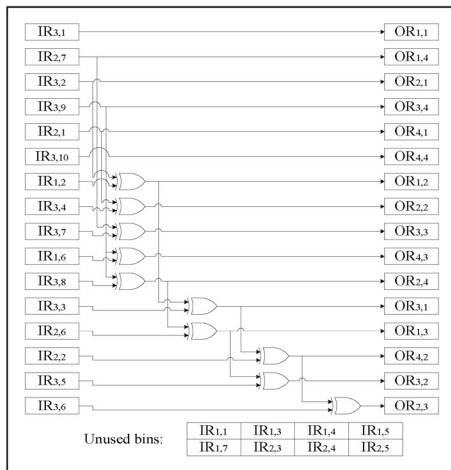 IR3,1 OR1,1
IR2,7 OR1,4
IR3,2 OR2,1
IR3,9 OR3,4
IR2,1 OR4,1
IR3,10 OR4,4
IR1,2 OR1,2
IR3,4 OR2,2
IR3,7 OR3,3
IR1,6 OR4,3
IR3,8 OR2,4
IR3,3 OR3,1
IR2,6 OR1,3
IR2,2 OR4,2
IR3,5 OR3,2
IR3,6 OR2,3
Unused bins: IR1,1 IR1,3 IR1,4 IR1,5
IR1,7 IR2,3 IR2,4 IR2,5